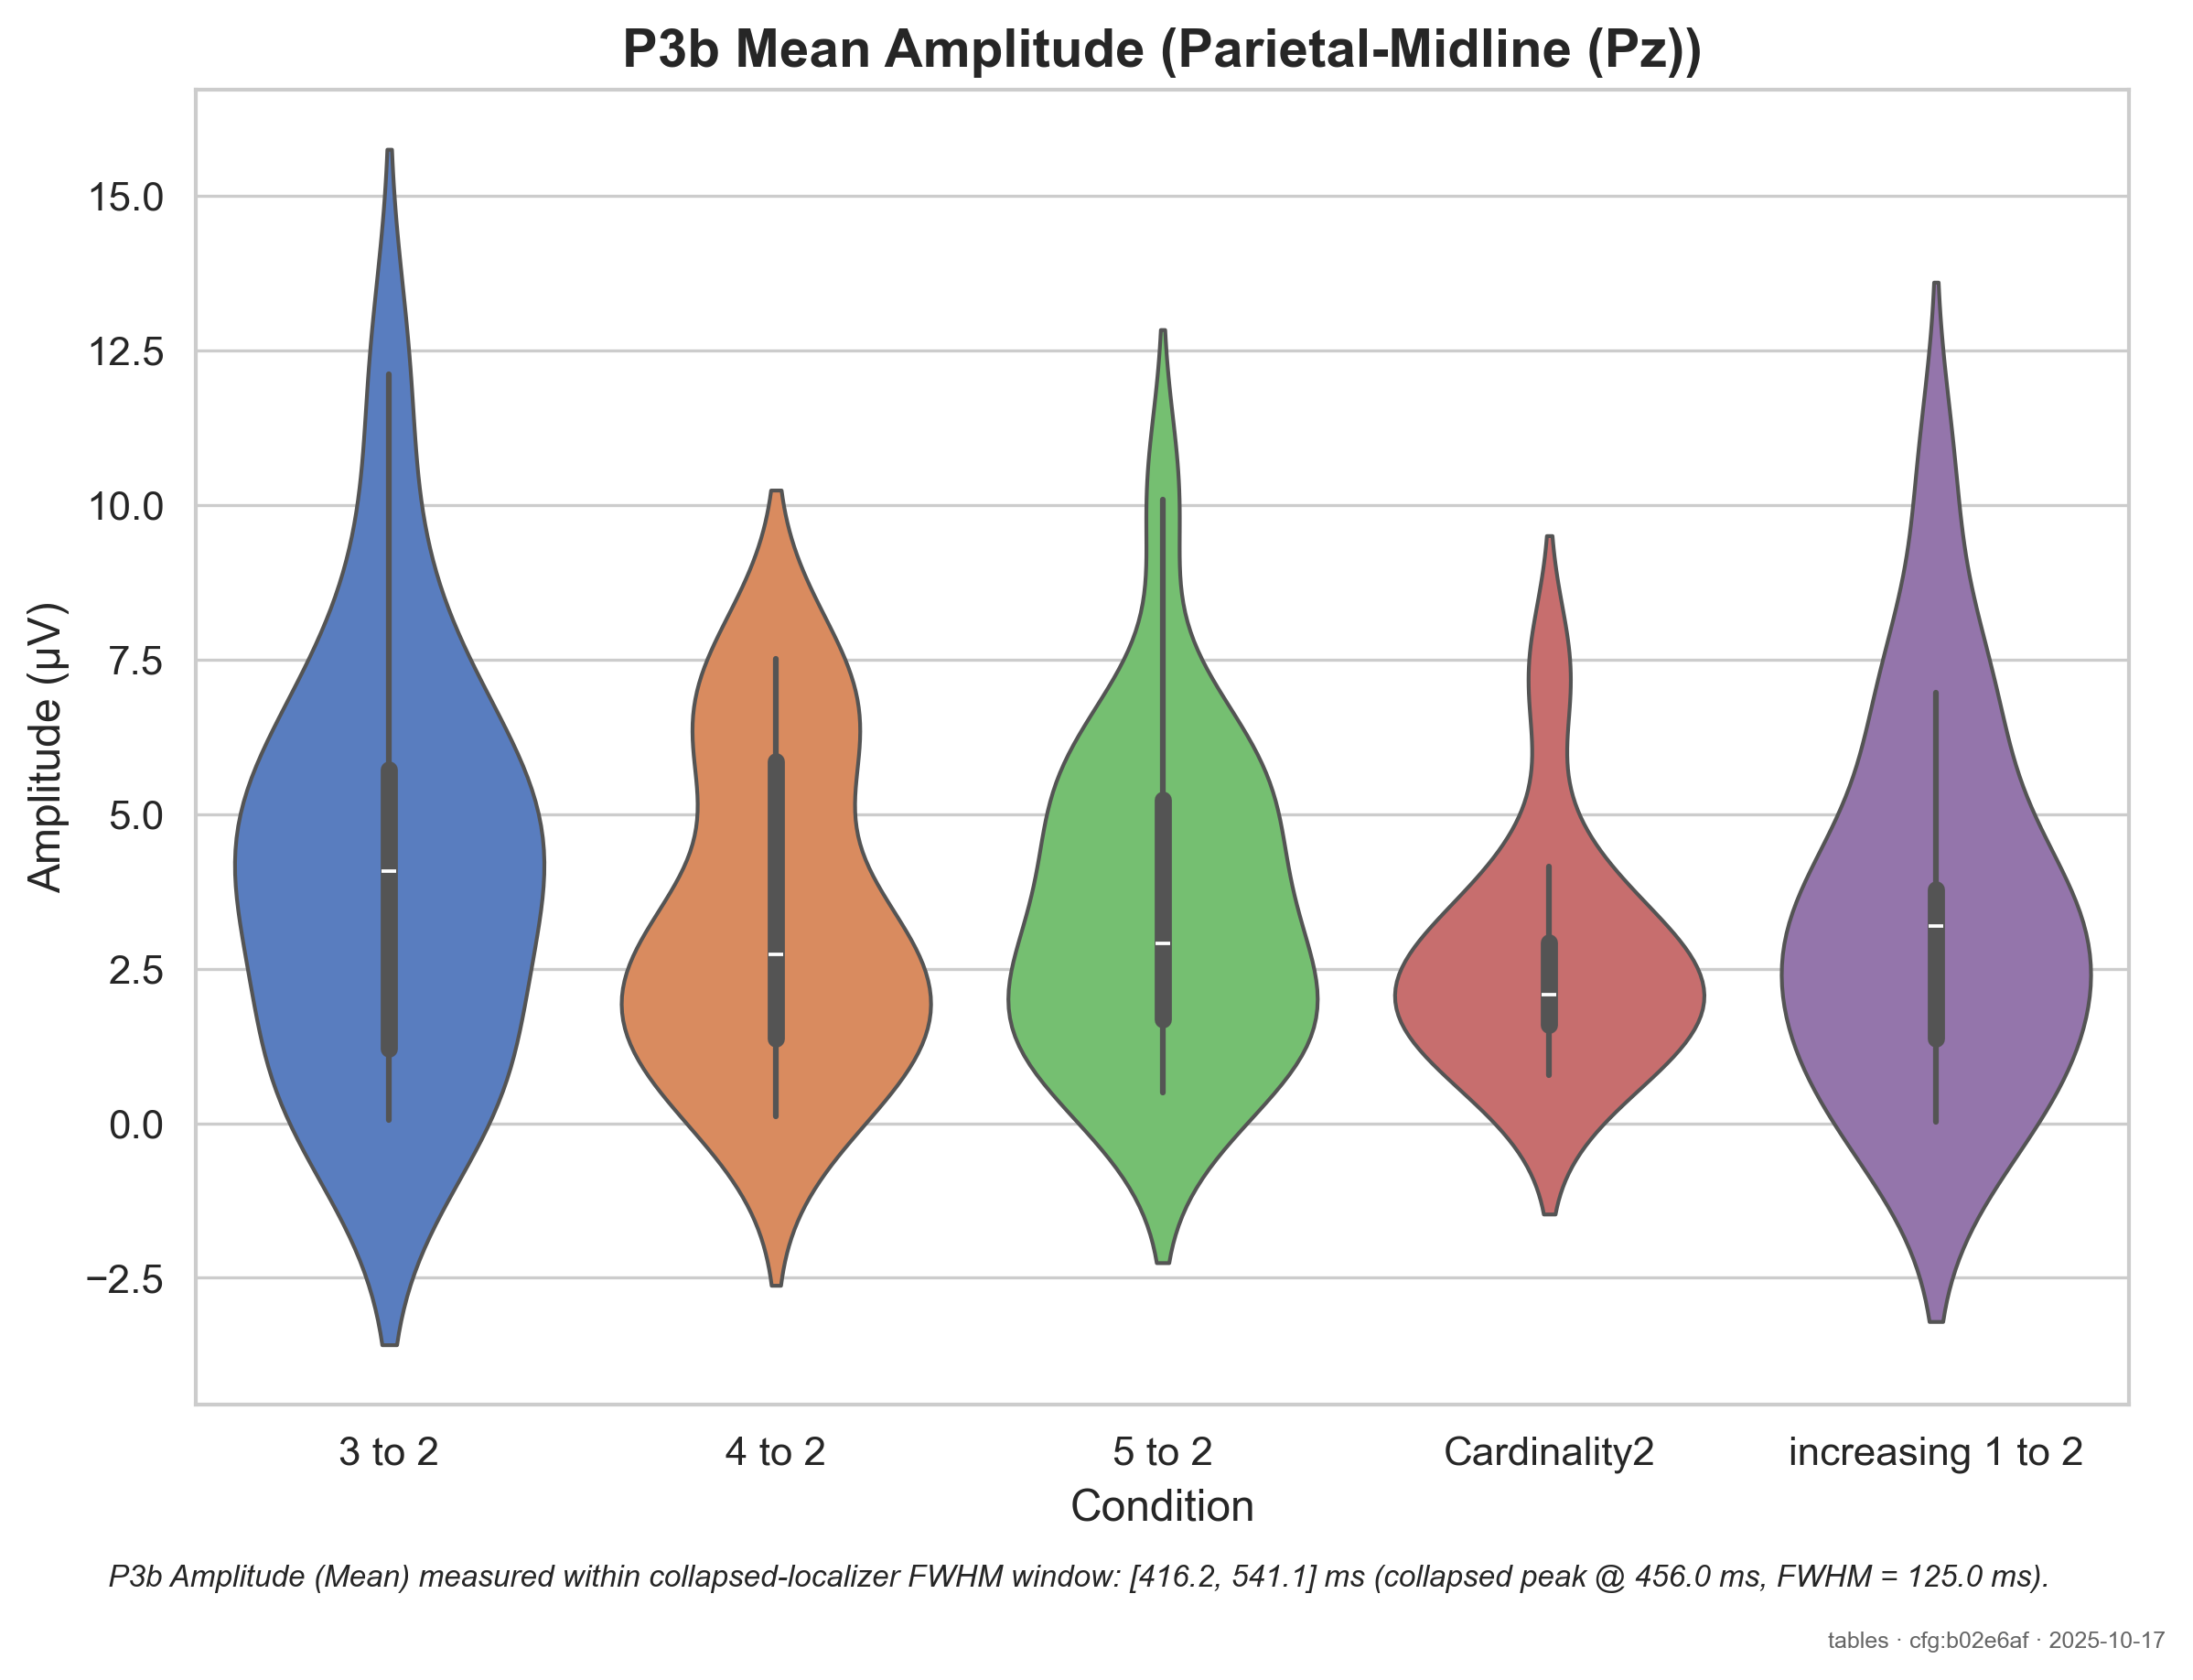 P3b Mean Amplitude (Parietal-Midline (Pz))
Amplitude (µV)
15.0
12.5
10.0
7.5
5.0
2.5
0.0
−2.5
3 to 2
4 to 2
5 to 2
Cardinality2
increasing 1 to 2
Condition
P3b Amplitude (Mean) measured within collapsed-localizer FWHM window: [416.2, 541.1] ms (collapsed peak @ 456.0 ms, FWHM = 125.0 ms).
tables · cfg:b02e6af · 2025-10-17